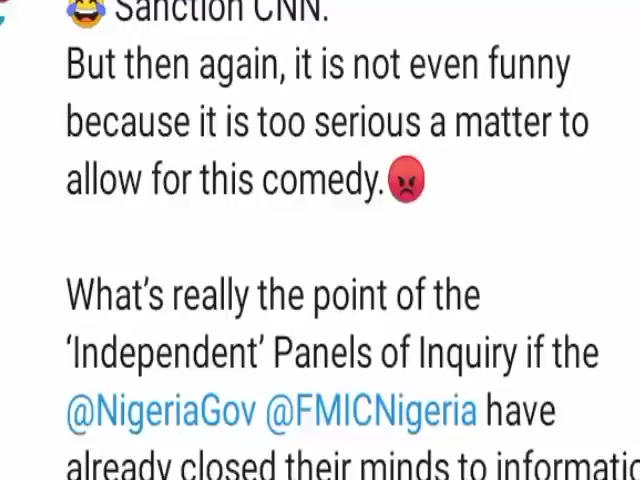 😂 Sanction CNN.
But then again, it is not even funny
because it is too serious a matter to
allow for this comedy.😡
What's really the point of the
‘Independent’ Panels of Inquiry if the
@NigeriaGov @FMICNigeria have
already closed their minds to